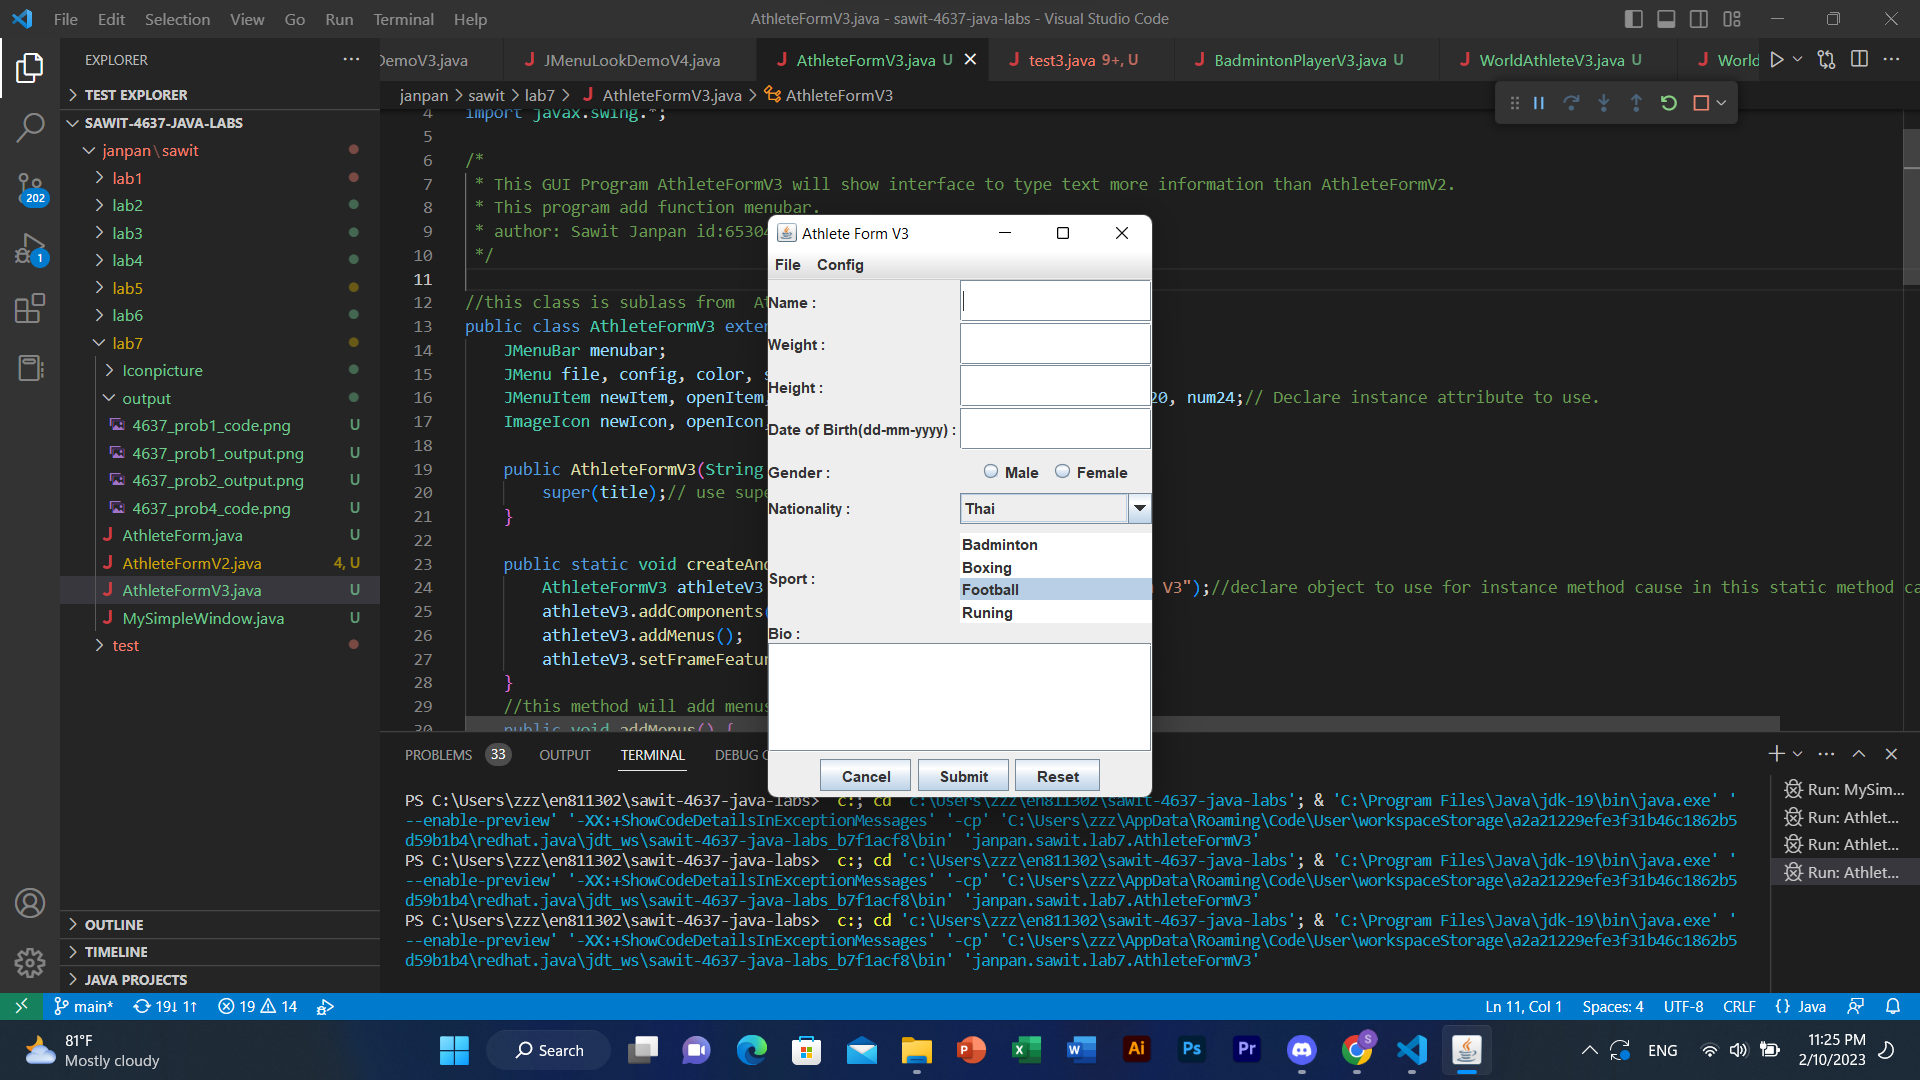 File Edit Selection View Go Run Terminal Help
AthleteFormV3.java - sawit-4637-java-labs - Visual Studio Code
EXPLORER
DemoV3.java
JMenuLookDemoV4.java
AthleteFormV3.java U
test3.java 9+, U
BadmintonPlayerV3.java U
WorldAthleteV3.java U
World
TEST EXPLORER
SAWIT-4637-JAVA-LABS
janpan\sawit
lab1
lab2
lab3
lab4
lab5
lab6
lab7
Iconpicture
output
4637_prob1_code.png U
4637_prob1_output.png U
4637_prob2_output.png U
4637_prob4_code.png U
AthleteForm.java U
AthleteFormV2.java 4, U
AthleteFormV3.java U
MySimpleWindow.java U
test
OUTLINE
TIMELINE
JAVA PROJECTS
202
1
janpan > sawit > lab7 > AthleteFormV3.java > AthleteFormV3
4 import javax.swing.*;
5
6 /*
7 * This GUI Program AthleteFormV3 will show interface to type text more information than AthleteFormV2.
8 * This program add function menubar.
9 * author: Sawit Janpan id:65304
10 */
11
12 //this class is sublass from At
13 public class AthleteFormV3 exten
14 JMenuBar menubar;
15 JMenu file, config, color, s
16 JMenuItem newItem, openItem, 20, num24;// Declare instance attribute to use.
17 ImageIcon newIcon, openIcon
18
19 public AthleteFormV3(String
20 super(title);// use supe
21 }
22
23 public static void createAnd
24 AthleteFormV3 athleteV3 V3");//declare object to use for instance method cause in this static method ca
25 athleteV3.addComponents(
26 athleteV3.addMenus();
27 athleteV3.setFrameFeatur
28 }
29 //this method will add menus
30 public void addMenus() {
Athlete Form V3
File Config
Name :
Weight :
Height :
Date of Birth(dd-mm-yyyy) :
Gender : Male Female
Nationality : Thai
Sport :
Badminton
Boxing
Football
Runing
Bio :
Cancel Submit Reset
PROBLEMS 33 OUTPUT TERMINAL DEBUG C
PS C:\Users\zzz\en811302\sawit-4637-java-labs> c:; cd 'c:\Users\zzz\en811302\sawit-4637-java-labs'; & 'C:\Program Files\Java\jdk-19\bin\java.exe' '
--enable-preview' '-XX:+ShowCodeDetailsInExceptionMessages' '-cp' 'C:\Users\zzz\AppData\Roaming\Code\User\workspaceStorage\a2a21229efe3f31b46c1862b5
d59b1b4\redhat.java\jdt_ws\sawit-4637-java-labs_b7f1acf8\bin' 'janpan.sawit.lab7.AthleteFormV3'
PS C:\Users\zzz\en811302\sawit-4637-java-labs> c:; cd 'c:\Users\zzz\en811302\sawit-4637-java-labs'; & 'C:\Program Files\Java\jdk-19\bin\java.exe' '
--enable-preview' '-XX:+ShowCodeDetailsInExceptionMessages' '-cp' 'C:\Users\zzz\AppData\Roaming\Code\User\workspaceStorage\a2a21229efe3f31b46c1862b5
d59b1b4\redhat.java\jdt_ws\sawit-4637-java-labs_b7f1acf8\bin' 'janpan.sawit.lab7.AthleteFormV3'
PS C:\Users\zzz\en811302\sawit-4637-java-labs> c:; cd 'c:\Users\zzz\en811302\sawit-4637-java-labs'; & 'C:\Program Files\Java\jdk-19\bin\java.exe' '
--enable-preview' '-XX:+ShowCodeDetailsInExceptionMessages' '-cp' 'C:\Users\zzz\AppData\Roaming\Code\User\workspaceStorage\a2a21229efe3f31b46c1862b5
d59b1b4\redhat.java\jdt_ws\sawit-4637-java-labs_b7f1acf8\bin' 'janpan.sawit.lab7.AthleteFormV3'
Run: MySim...
Run: Athlet...
Run: Athlet...
Run: Athlet...
main* 19↓ 1↑ 19 14
Ln 11, Col 1 Spaces: 4 UTF-8 CRLF {} Java
81°F
Mostly cloudy
Search
Ai
Ps
Pr
S
ENG
11:25 PM
2/10/2023